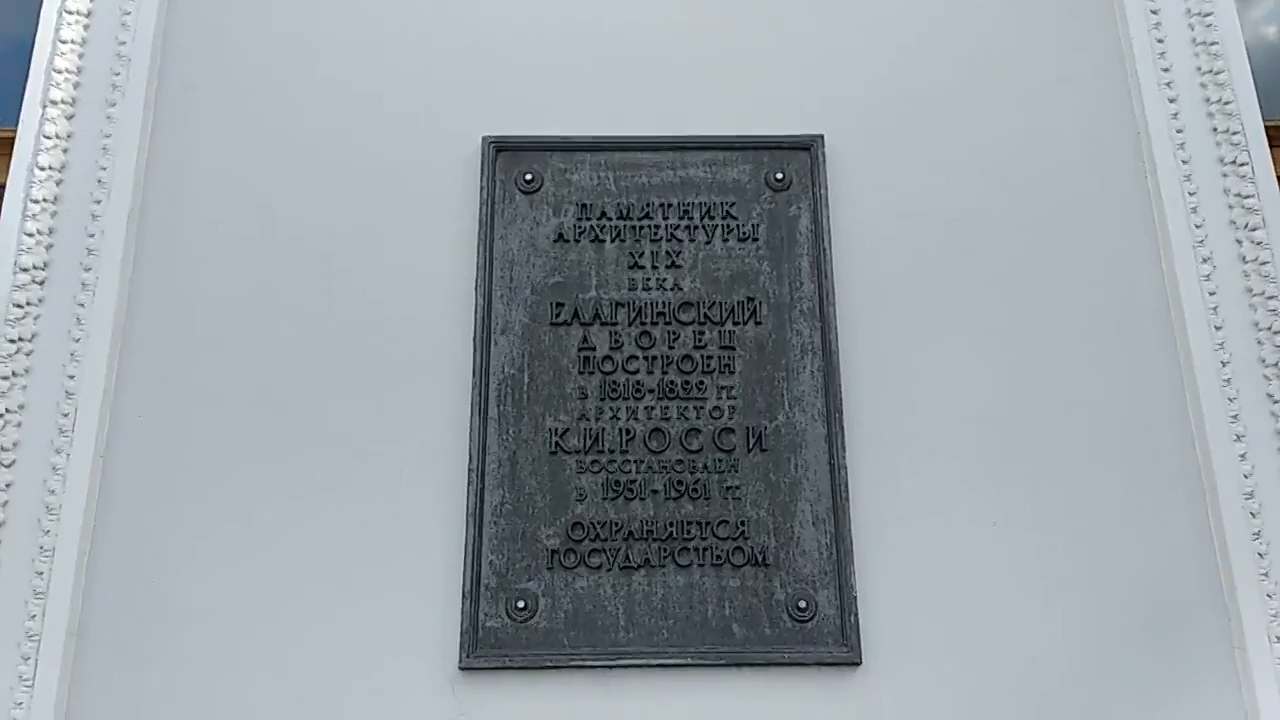 ПАМЯТНИК
АРХИТЕКТУРЫ
XIX
ВЕКА
ЕЛАГИНСКИЙ
ДВОРЕЦ
ПОСТРОЕН
в 1818-1822 гг.
АРХИТЕКТОР
К.И.РОССИ
ВОССТАНОВЛЕН
в 1951-1961 гг.
ОХРАНЯЕТСЯ
ГОСУДАРСТВОМ